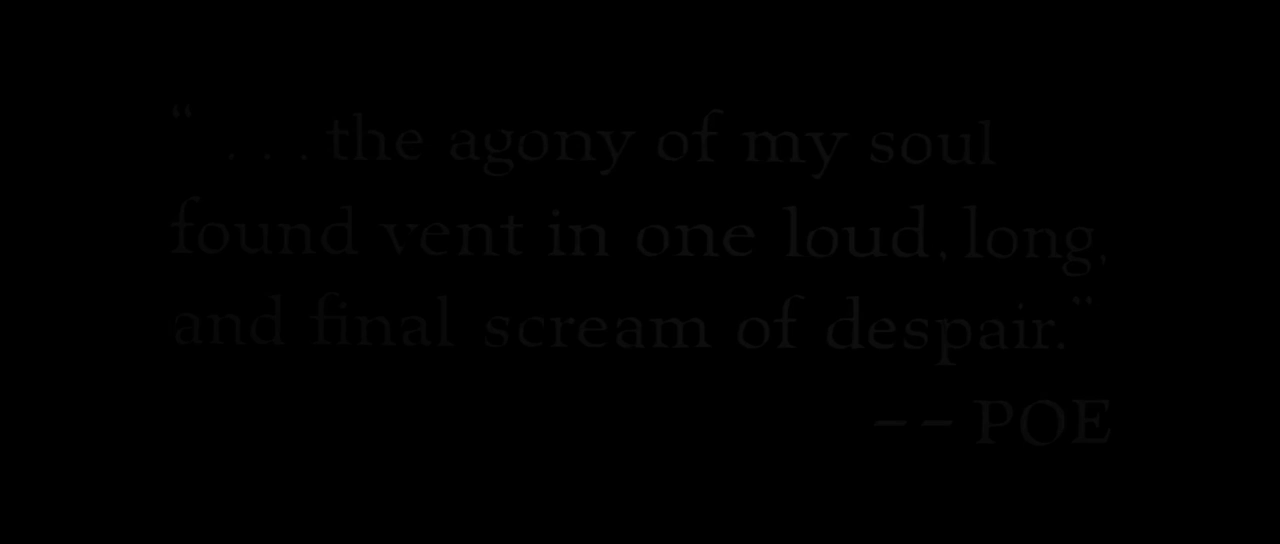 “ . . . the agony of my soul
found vent in one loud, long,
and final scream of despair.“
-- POE